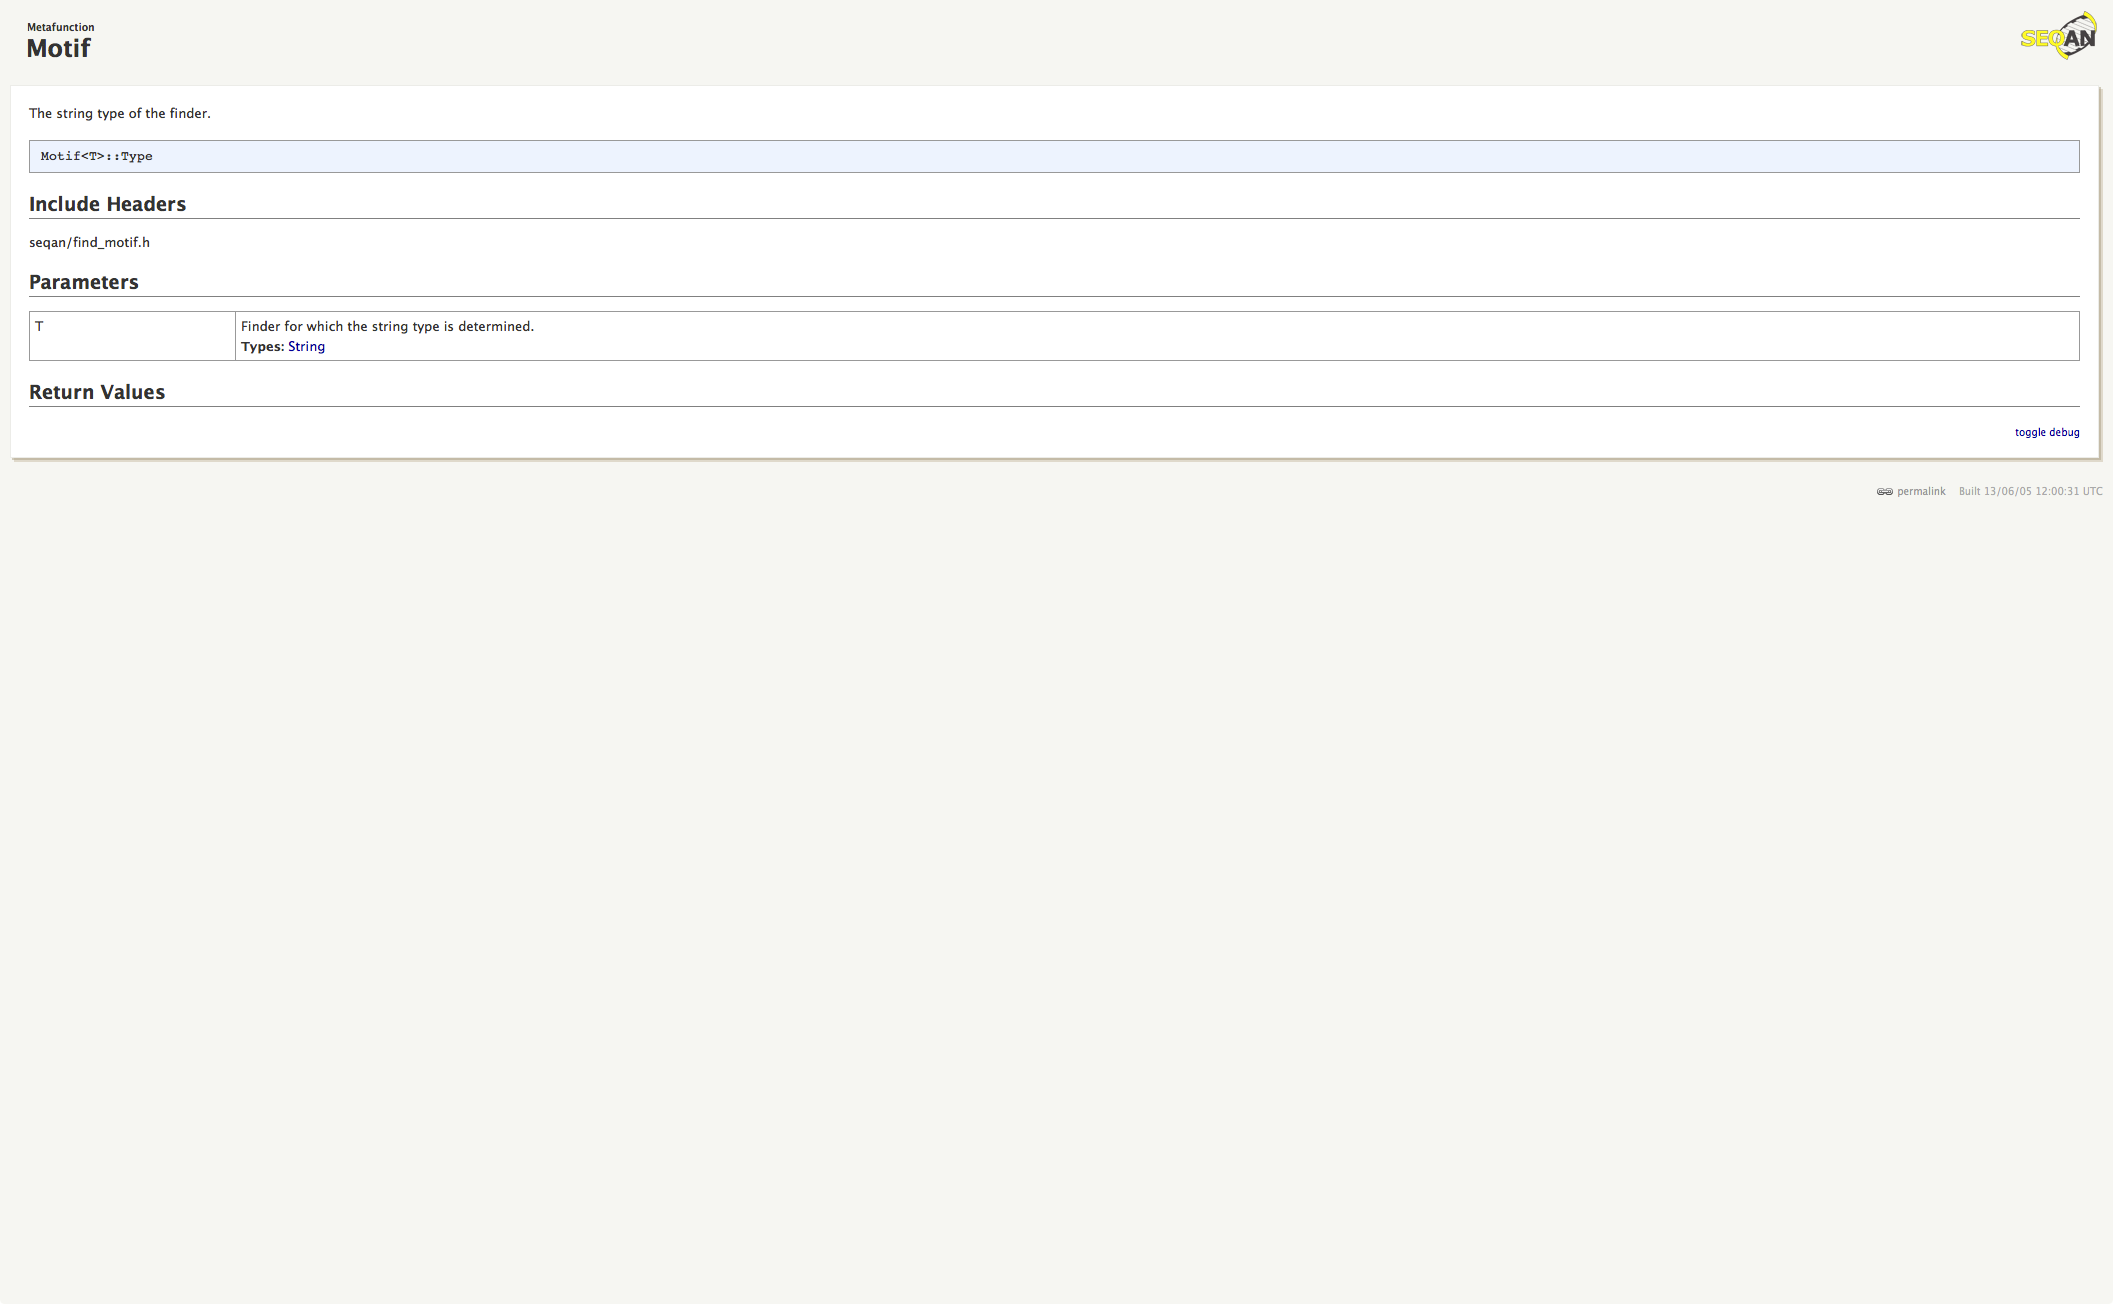 Metafunction
Motif
SEQAN
The string type of the finder.
Motif<T>::Type
Include Headers
seqan/find_motif.h
Parameters
T
Finder for which the string type is determined.
Types: String
Return Values
toggle debug
permalink Built 13/06/05 12:00:31 UTC